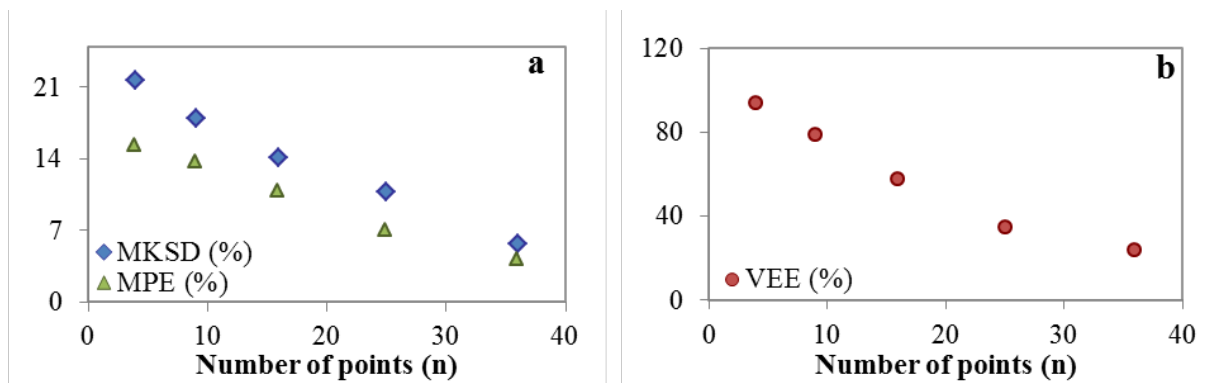 a
21
14
7
0
MKSD (%)
MPE (%)
0 10 20 30 40
Number of points (n)
b
120
80
40
0
VEE (%)
0 10 20 30 40
Number of points (n)